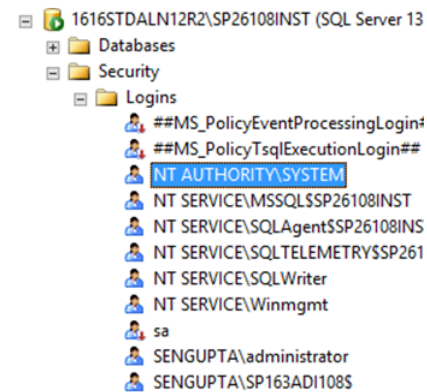 1616STDALN12R2\SP26108INST (SQL Server 13
Databases
Security
Logins
##MS_PolicyEventProcessingLogin#
##MS_PolicyTsqlExecutionLogin##
NT AUTHORITY\SYSTEM
NT SERVICE\MSSQL$SP26108INST
NT SERVICE\SQLAgent$SP26108INS
NT SERVICE\SQLTELEMETRY$SP261
NT SERVICE\SQLWriter
NT SERVICE\Winmgmt
sa
SENGUPTA\administrator
SENGUPTA\SP163ADI108$